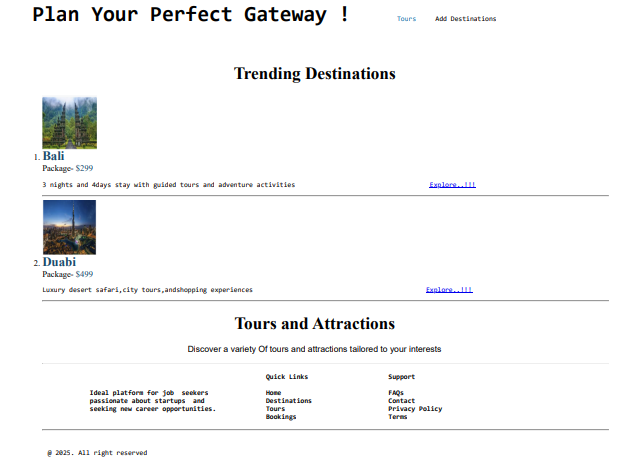 Plan Your Perfect Gateway !
Tours Add Destinations
Trending Destinations
1. Bali
Package- $299
3 nights and 4days stay with guided tours and adventure activities Explore..!!!
2. Duabi
Package- $499
Luxury desert safari,city tours,andshopping experiences Explore..!!!
Tours and Attractions
Discover a variety Of tours and attractions tailored to your interests
Ideal platform for job seekers
passionate about startups and
seeking new career opportunities.
Quick Links
Home
Destinations
Tours
Bookings
Support
FAQs
Contact
Privacy Policy
Terms
@ 2025. All right reserved